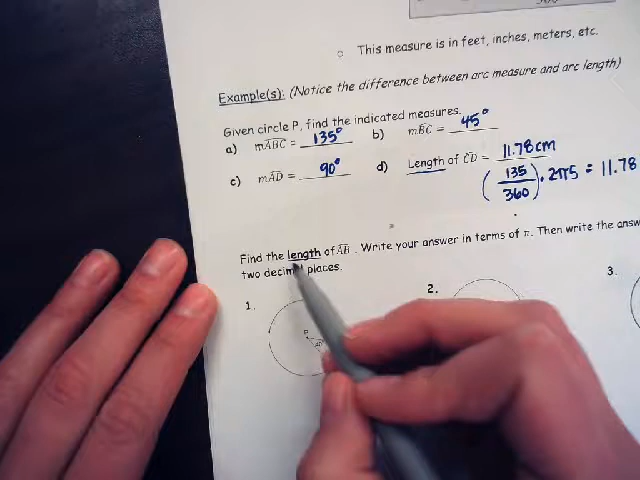 ○ This measure is in feet, inches, meters, etc.
Example(s): (Notice the difference between arc measure and arc length)
Given circle P, find the indicated measures.
a) mABC = 135° b) mBC = 45°
c) mAD = 90° d) Length of CD = 11.78 cm
(135/360) · 2π5 = 11.78
Find the length of AB. Write your answer in terms of π. Then write the answ
two decim places.
1. 2. 3.
P